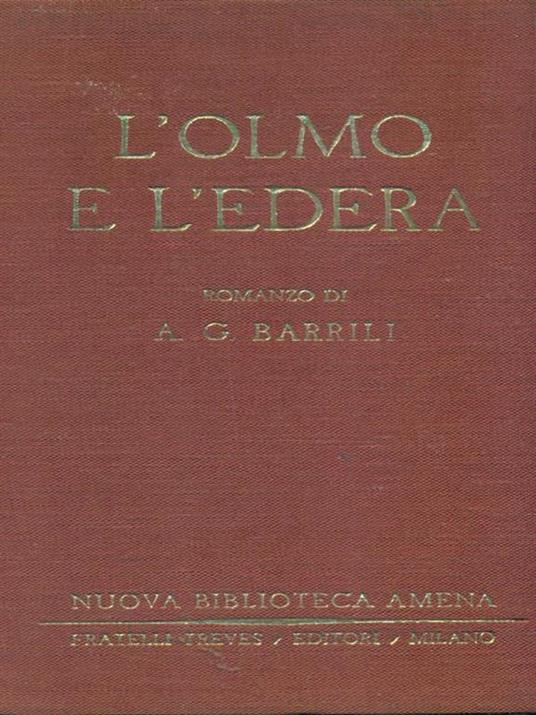 L'OLMO
E L'EDERA
ROMANZO DI
A. G. BARRILI
NUOVA BIBLIOTECA AMENA
FRATELLI TREVES / EDITORI / MILANO